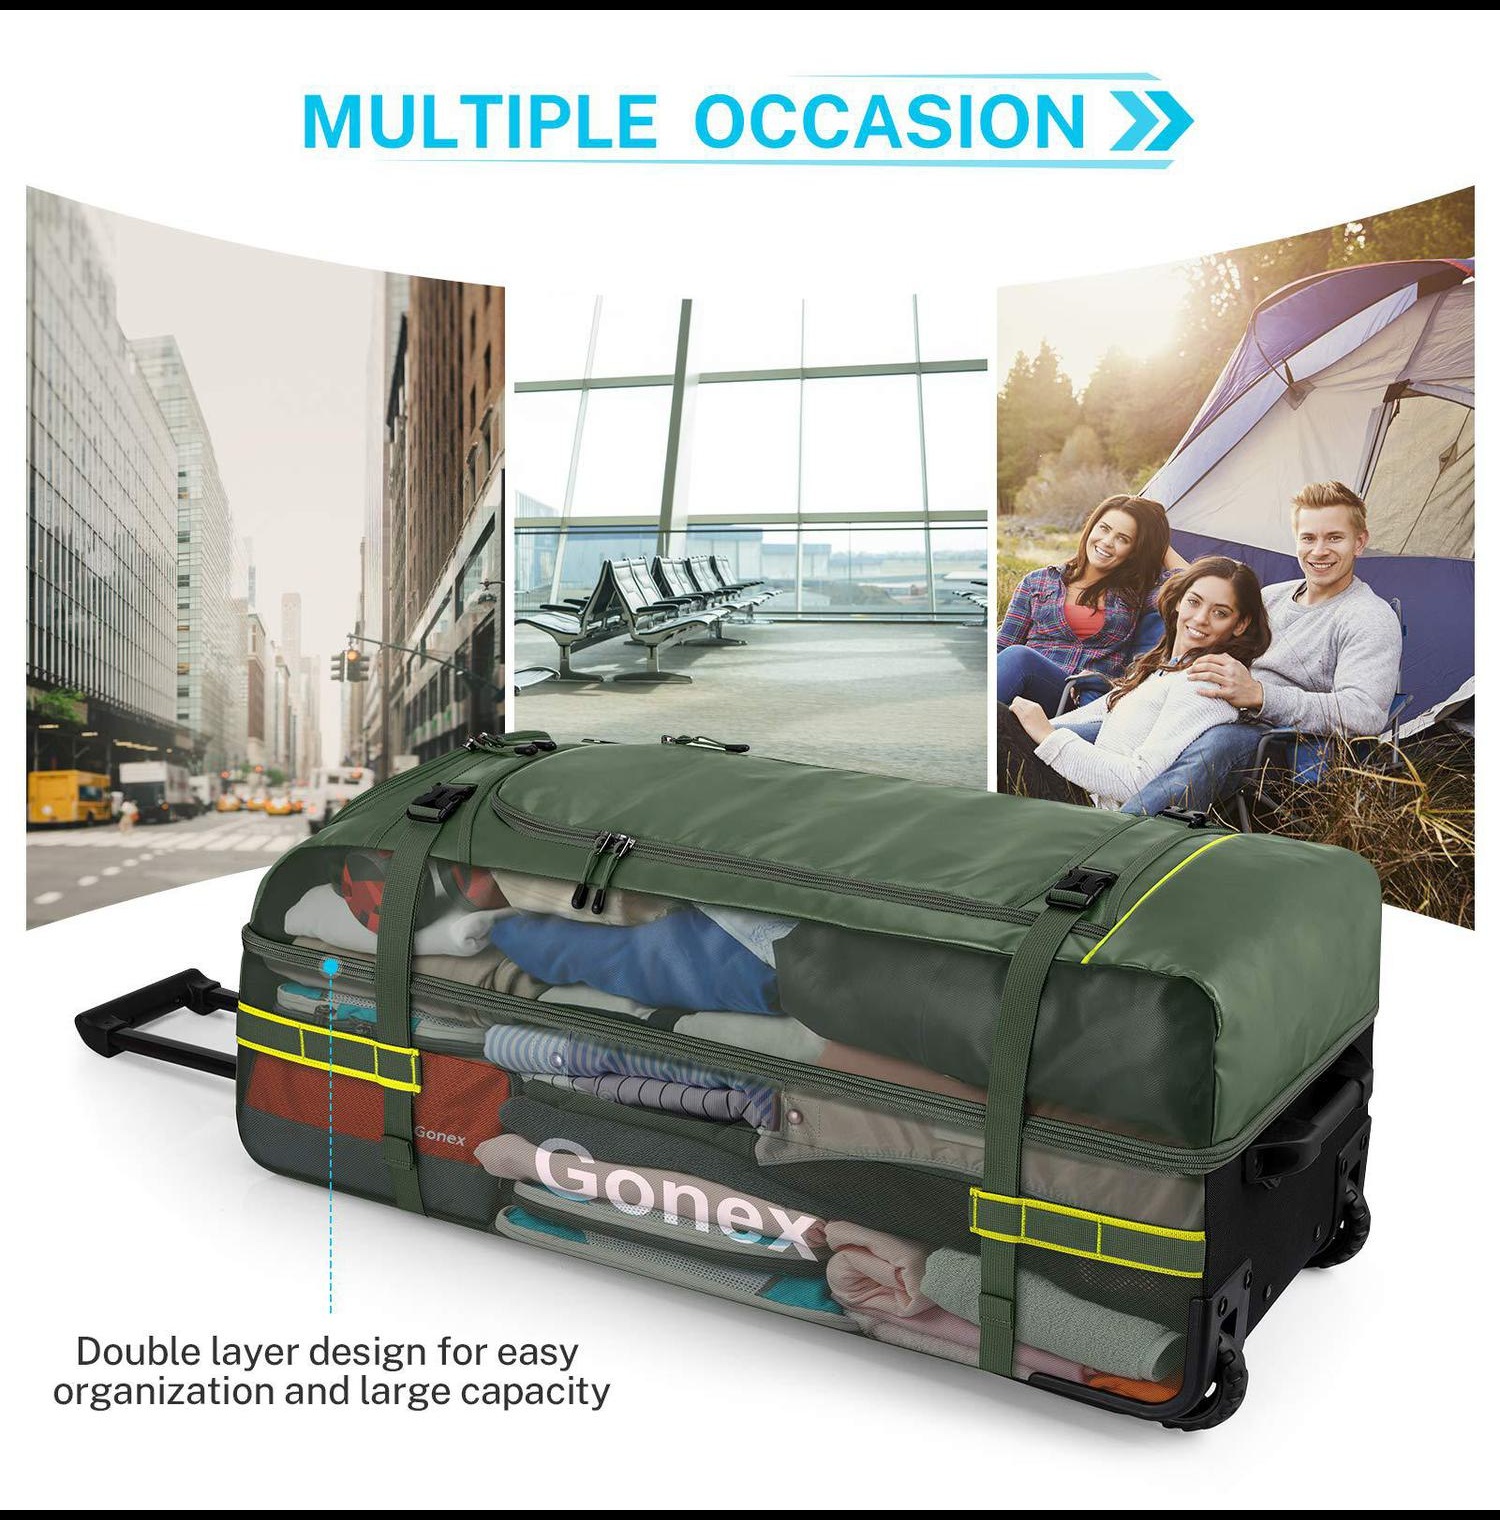 MULTIPLE OCCASION
Gonex
Gonex
Double layer design for easy
organization and large capacity